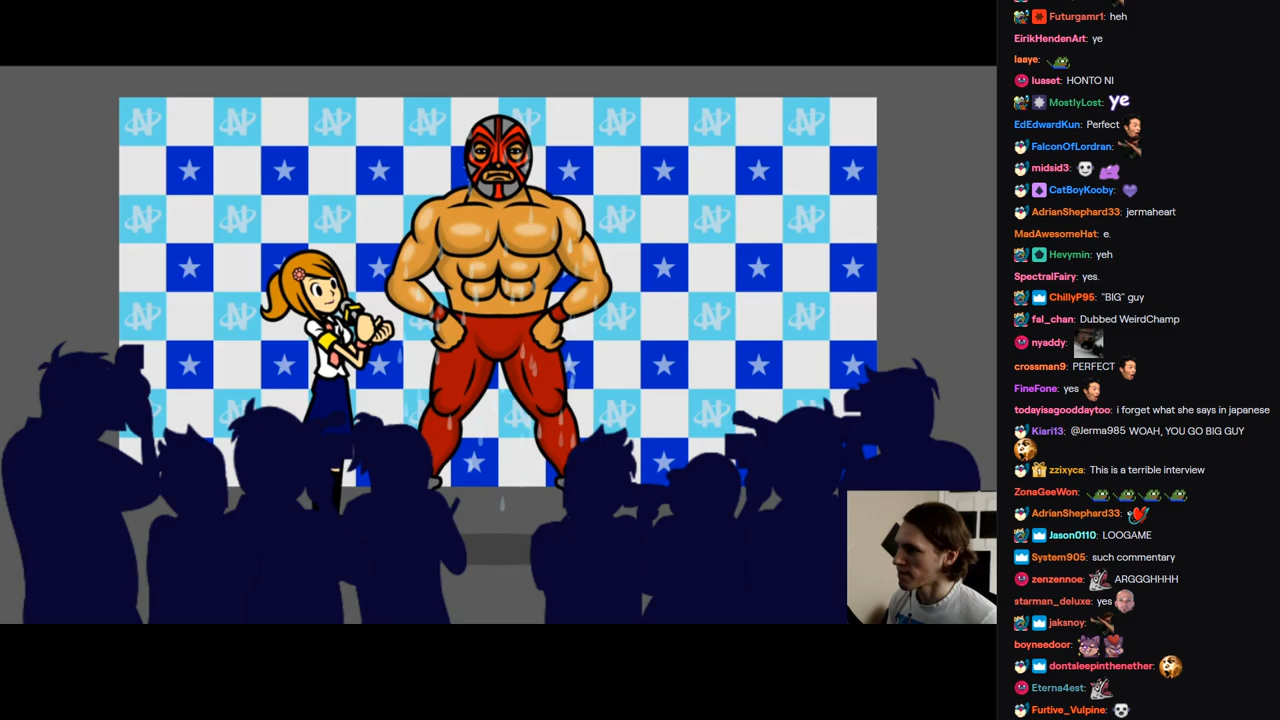 Futurgamr1: heh
EirikHendenArt: ye
laaye:
luaset: HONTO NI
MostlyLost: ye
EdEdwardKun: Perfect
FalconOfLordran:
midsid3:
CatBoyKooby:
AdrianShephard33: jermaheart
MadAwesomeHat: e.
Hevymin: yeh
SpectralFairy: yes.
ChillyP95: "BIG" guy
fal_chan: Dubbed WeirdChamp
nyaddy:
crossman9: PERFECT
FineFone: yes
todayisagooddaytoo: i forget what she says in japanese
Kiari13: @Jerma985 WOAH, YOU GO BIG GUY
zzixyca: This is a terrible interview
ZonaGeeWon:
AdrianShephard33:
Jason0110: LOOGAME
System905: such commentary
zenzennoe: ARGGGHHHH
starman_deluxe: yes
jaksnoy:
boyneedoor:
dontsleepinthenether:
Eterna4est:
Furtive_Vulpine: